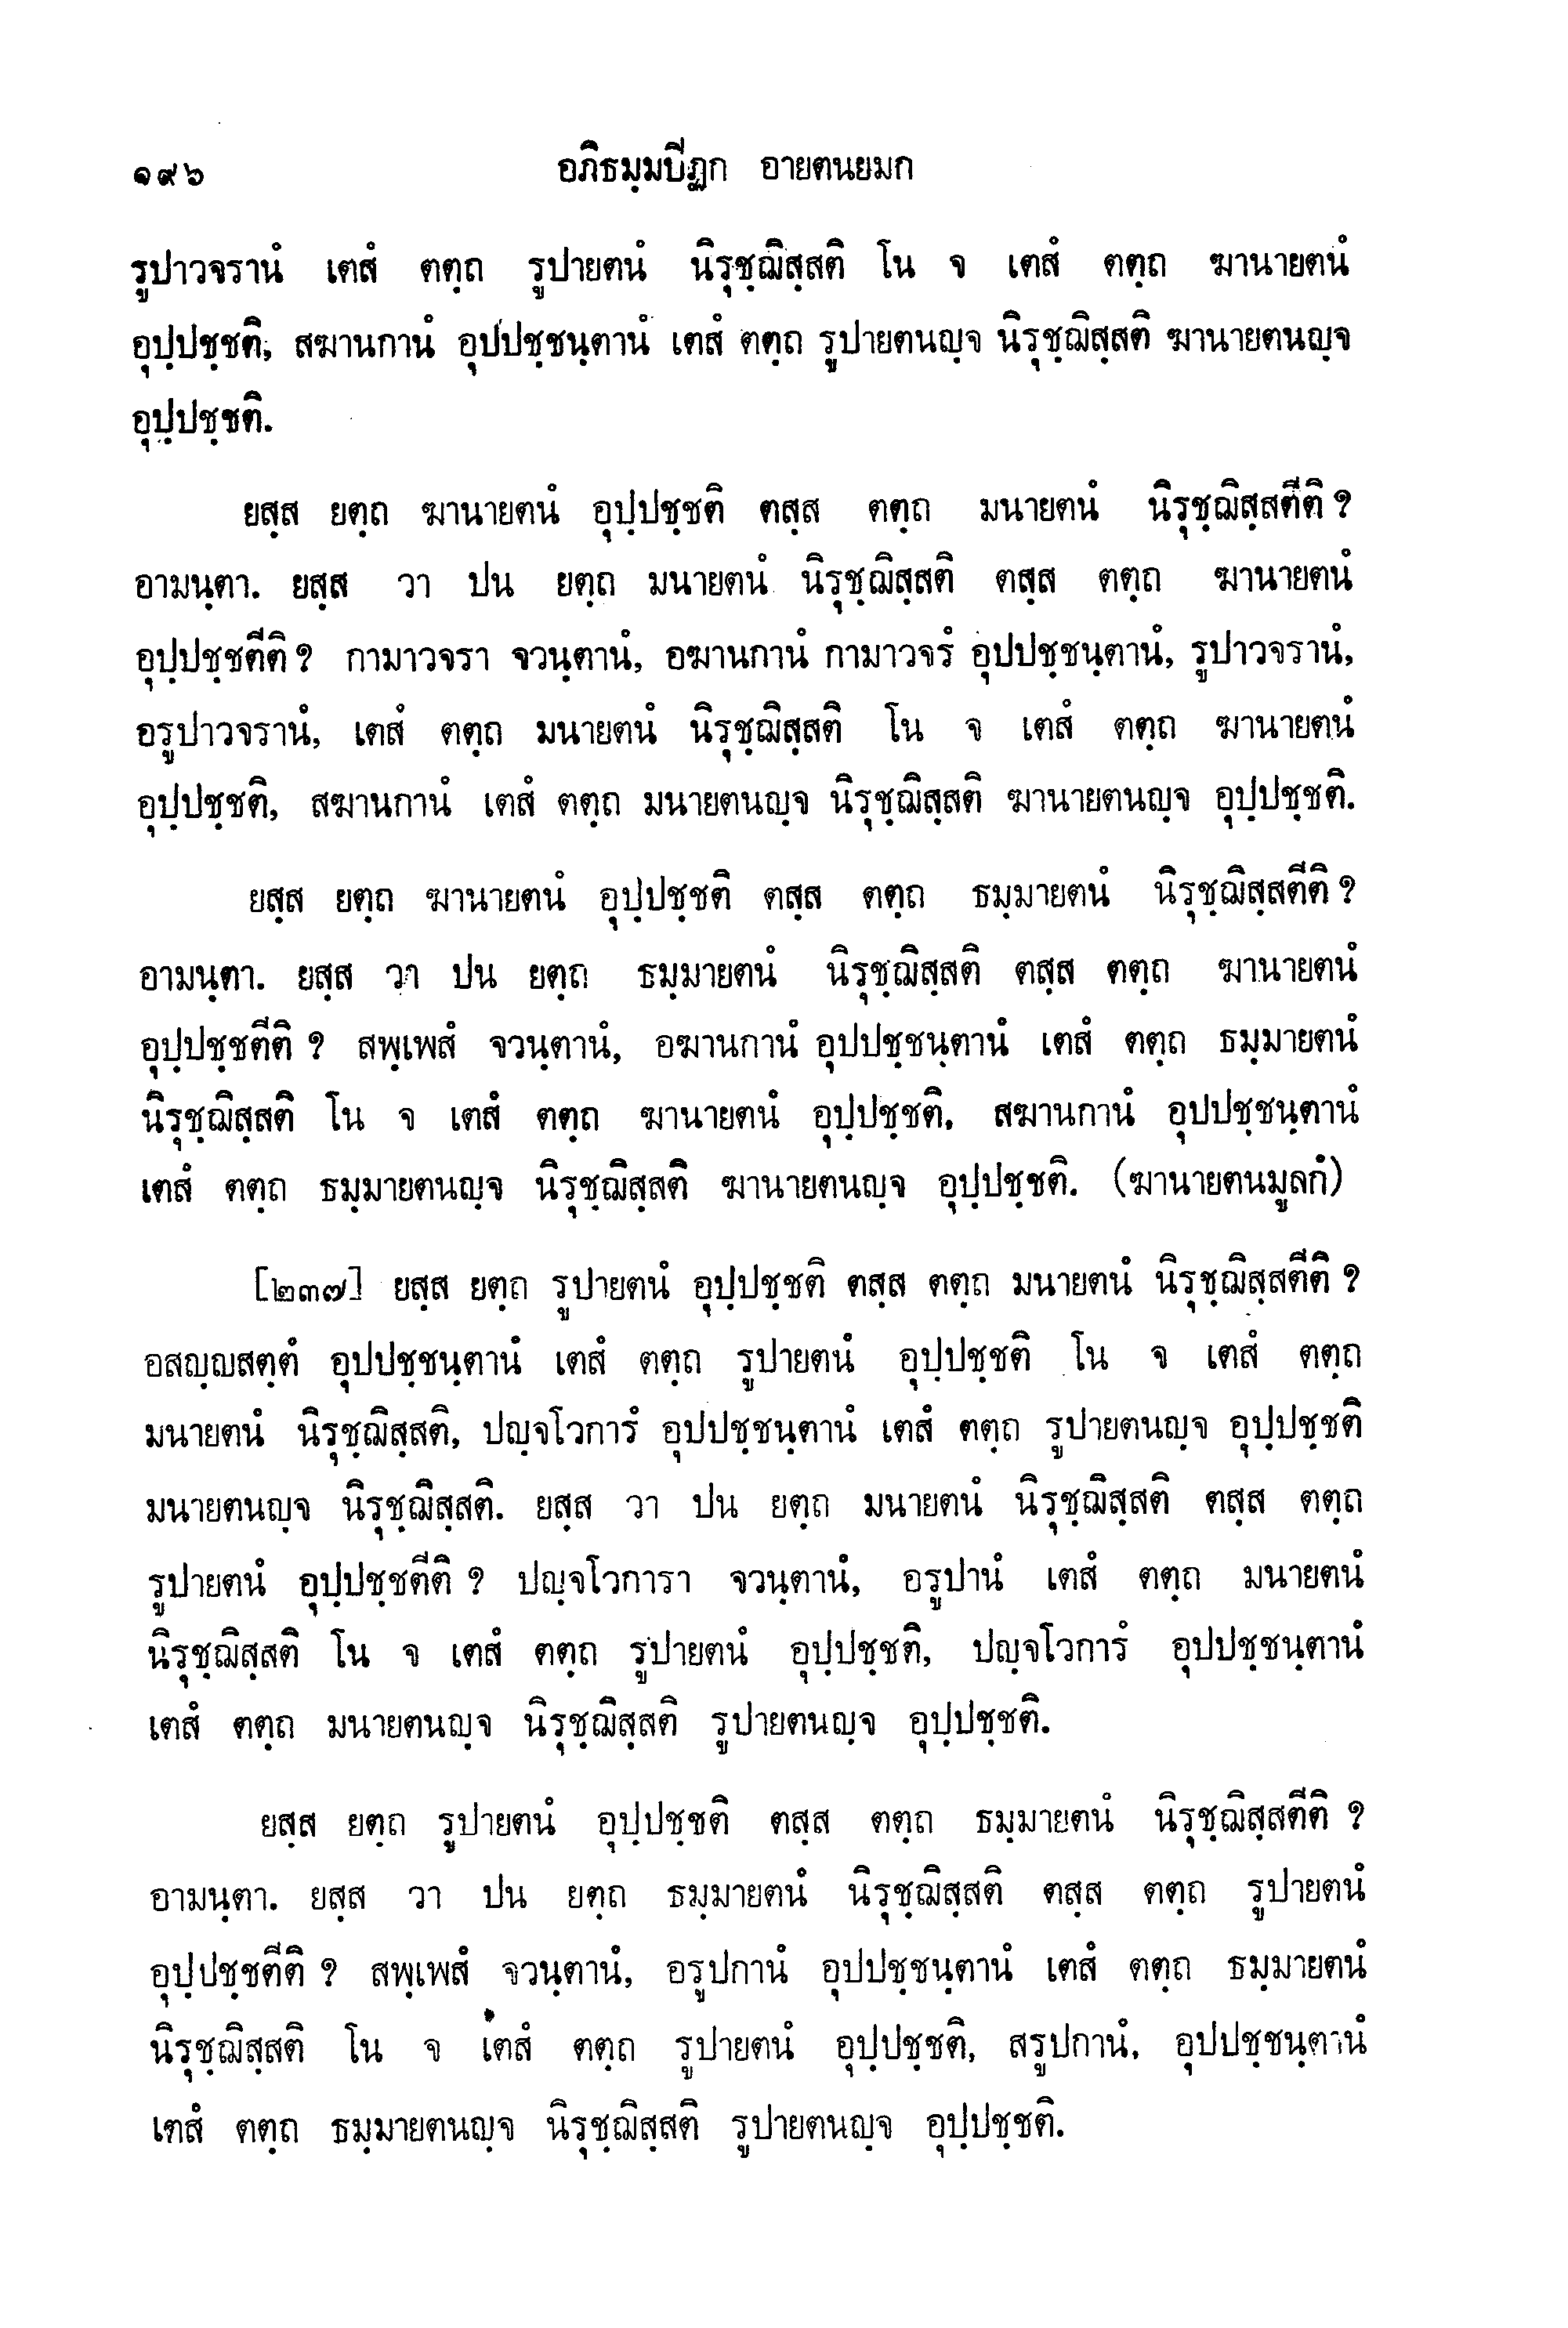 ๑๙๖ อภิธมฺมปีฏก อายตนยมก
รูปาวจรานํ เตสํ ตตฺถ รูปายตนํ นิรุชฺฌิสฺสติ โน จ เตสํ ตตฺถ ฆานายตนํ
อุปฺปชฺชติ, สฆานกานํ อุปปชฺชนฺตานํ เตสํ ตตฺถ รูปายตนญฺจ นิรุชฺฌิสฺสติ ฆานายตนญฺจ
อุปฺปชฺชติ.
ยสฺส ยตฺถ ฆานายตนํ อุปฺปชฺชติ ตสฺส ตตฺถ มนายตนํ นิรุชฺฌิสฺสตีติ ?
อามนฺตา. ยสฺส วา ปน ยตฺถ มนายตนํ นิรุชฺฌิสฺสติ ตสฺส ตตฺถ ฆานายตนํ
อุปฺปชฺชตีติ ? กามาวจรา จวนฺตานํ, อฆานกานํ กามาวจรํ อุปปชฺชนฺตานํ, รูปาวจรานํ,
อรูปาวจรานํ, เตสํ ตตฺถ มนายตนํ นิรุชฺฌิสฺสติ โน จ เตสํ ตตฺถ ฆานายตนํ
อุปฺปชฺชติ, สฆานกานํ เตสํ ตตฺถ มนายตนญฺจ นิรุชฺฌิสฺสติ ฆานายตนญฺจ อุปฺปชฺชติ.
ยสฺส ยตฺถ ฆานายตนํ อุปฺปชฺชติ ตสฺส ตตฺถ ธมฺมายตนํ นิรุชฺฌิสฺสตีติ ?
อามนฺตา. ยสฺส วา ปน ยตฺถ ธมฺมายตนํ นิรุชฺฌิสฺสติ ตสฺส ตตฺถ ฆานายตนํ
อุปฺปชฺชตีติ ? สพฺเพสํ จวนฺตานํ, อฆานกานํ อุปปชฺชนฺตานํ เตสํ ตตฺถ ธมฺมายตนํ
นิรุชฺฌิสฺสติ โน จ เตสํ ตตฺถ ฆานายตนํ อุปฺปชฺชติ, สฆานกานํ อุปปชฺชนฺตานํ
เตสํ ตตฺถ ธมฺมายตนญฺจ นิรุชฺฌิสฺสติ ฆานายตนญฺจ อุปฺปชฺชติ. (ฆานายตนมูลกํ)
[๒๓๗] ยสฺส ยตฺถ รูปายตนํ อุปฺปชฺชติ ตสฺส ตตฺถ มนายตนํ นิรุชฺฌิสฺสตีติ ?
อสญฺญสตฺตํ อุปปชฺชนฺตานํ เตสํ ตตฺถ รูปายตนํ อุปฺปชฺชติ โน จ เตสํ ตตฺถ
มนายตนํ นิรุชฺฌิสฺสติ, ปญฺจโวการํ อุปปชฺชนฺตานํ เตสํ ตตฺถ รูปายตนญฺจ อุปฺปชฺชติ
มนายตนญฺจ นิรุชฺฌิสฺสติ. ยสฺส วา ปน ยตฺถ มนายตนํ นิรุชฺฌิสฺสติ ตสฺส ตตฺถ
รูปายตนํ อุปฺปชฺชตีติ ? ปญฺจโวการา จวนฺตานํ, อรูปานํ เตสํ ตตฺถ มนายตนํ
นิรุชฺฌิสฺสติ โน จ เตสํ ตตฺถ รูปายตนํ อุปฺปชฺชติ, ปญฺจโวการํ อุปปชฺชนฺตานํ
เตสํ ตตฺถ มนายตนญฺจ นิรุชฺฌิสฺสติ รูปายตนญฺจ อุปฺปชฺชติ.
ยสฺส ยตฺถ รูปายตนํ อุปฺปชฺชติ ตสฺส ตตฺถ ธมฺมายตนํ นิรุชฺฌิสฺสตีติ ?
อามนฺตา. ยสฺส วา ปน ยตฺถ ธมฺมายตนํ นิรุชฺฌิสฺสติ ตสฺส ตตฺถ รูปายตนํ
อุปฺปชฺชตีติ ? สพฺเพสํ จวนฺตานํ, อรูปกานํ อุปปชฺชนฺตานํ เตสํ ตตฺถ ธมฺมายตนํ
นิรุชฺฌิสฺสติ โน จ เตสํ ตตฺถ รูปายตนํ อุปฺปชฺชติ, สรูปกานํ, อุปปชฺชนฺตานํ
เตสํ ตตฺถ ธมฺมายตนญฺจ นิรุชฺฌิสฺสติ รูปายตนญฺจ อุปฺปชฺชติ.